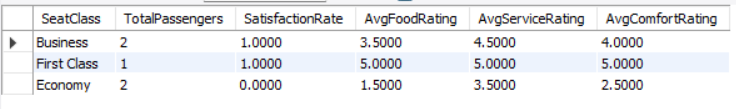 SeatClass TotalPassengers SatisfactionRate AvgFoodRating AvgServiceRating AvgComfortRating
Business 2 1.0000 3.5000 4.5000 4.0000
First Class 1 1.0000 5.0000 5.0000 5.0000
Economy 2 0.0000 1.5000 3.5000 2.5000